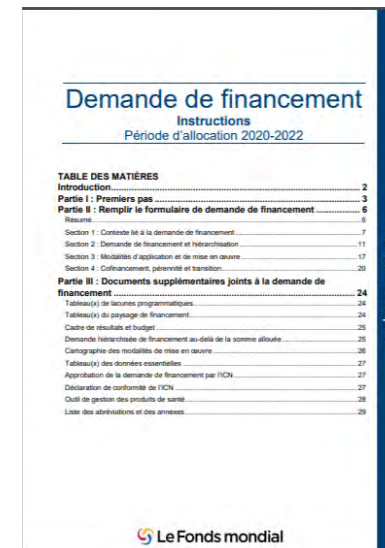 Demande de financement
Instructions
Période d'allocation 2020-2022
TABLE DES MATIÈRES
Introduction 2
Partie I : Premiers pas 3
Partie II : Remplir le formulaire de demande de financement 6
Résumé 6
Section 1 : Contexte lié à la demande de financement 7
Section 2 : Demande de financement et hiérarchisation 11
Section 3 : Modalités d'application et de mise en œuvre 17
Section 4 : Cofinancement, pérennité et transition 20
Partie III : Documents supplémentaires joints à la demande de
financement 24
Tableau(x) de lacunes programmatiques 24
Tableau(x) du paysage de financement 24
Cadre de résultats et budget 25
Demande hiérarchisée de financement au-delà de la somme allouée 25
Cartographie des modalités de mise en œuvre 26
Tableau(x) des données essentielles 27
Approbation de la demande de financement par l'ICN 27
Déclaration de conformité de l'ICN 27
Outil de gestion des produits de santé 28
Liste des abréviations et des annexes 29
Le Fonds mondial